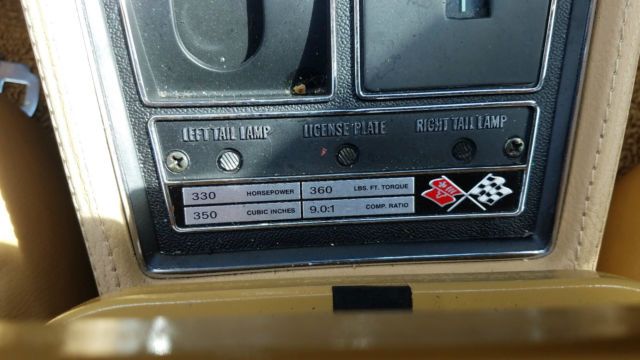 LEFT TAIL LAMP LICENSE PLATE RIGHT TAIL LAMP
330 HORSEPOWER 360 LBS. FT. TORQUE
350 CUBIC INCHES 9.0:1 COMP. RATIO